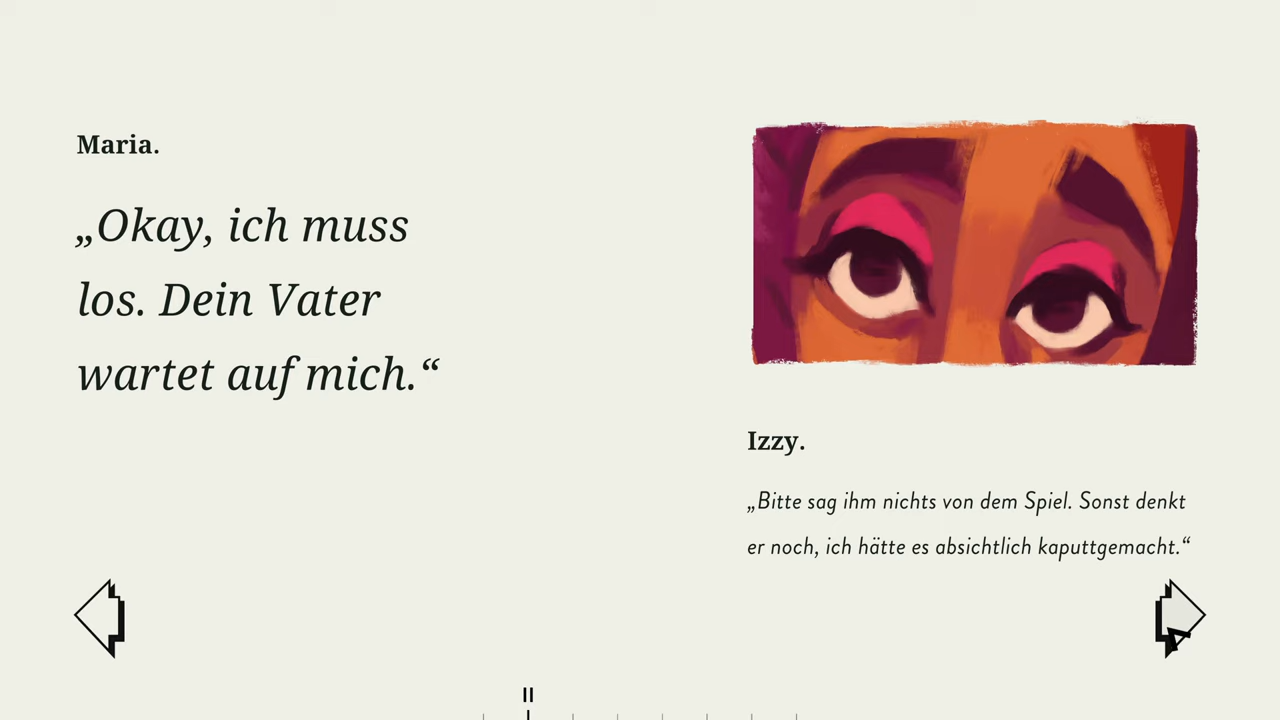 Maria.
„Okay, ich muss
los. Dein Vater
wartet auf mich.“
Izzy.
„Bitte sag ihm nichts von dem Spiel. Sonst denkt
er noch, ich hätte es absichtlich kaputtgemacht.“
II